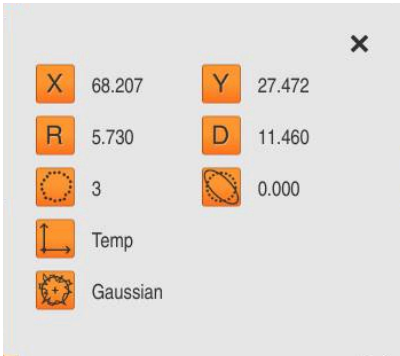 X 68.207 Y 27.472
R 5.730 D 11.460
3 0.000
Temp
Gaussian